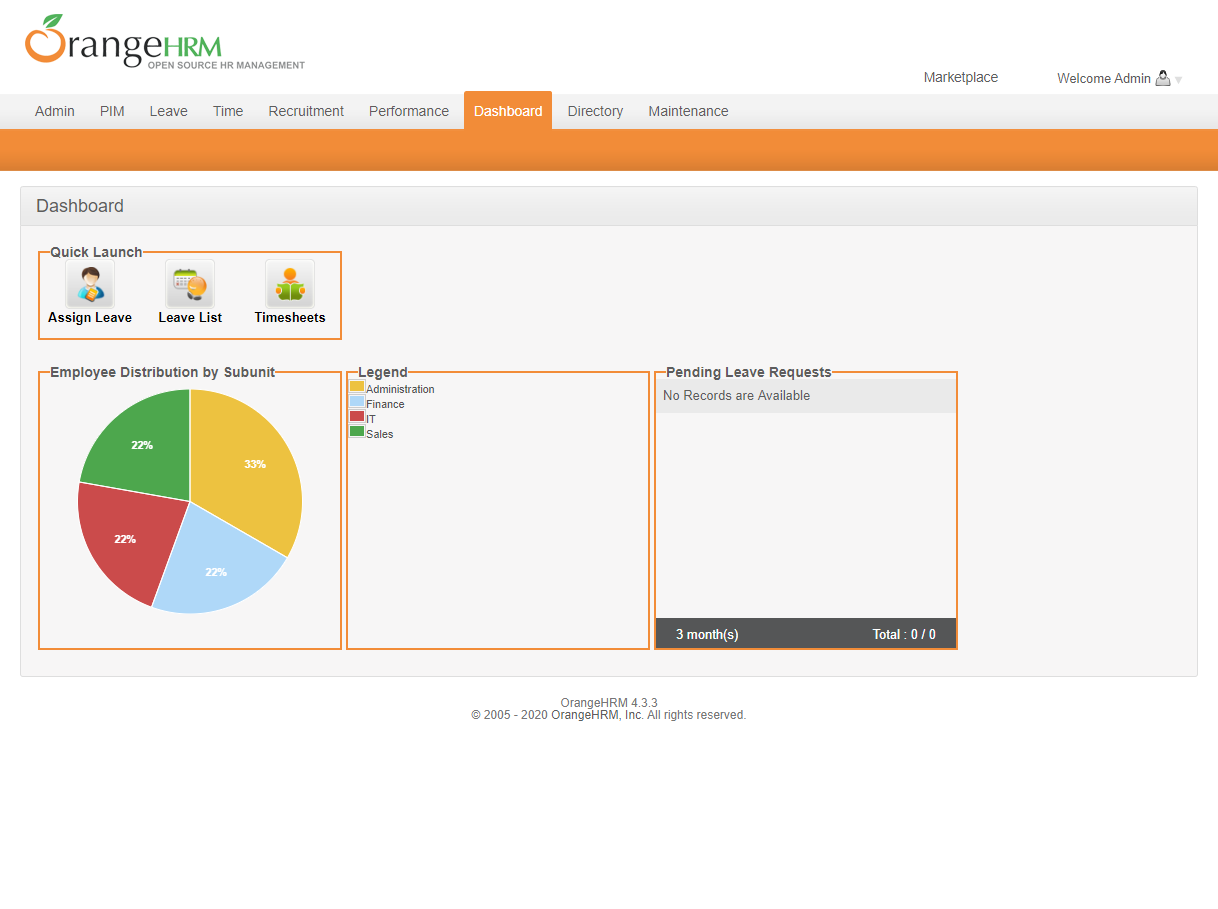 OrangeHRM
OPEN SOURCE HR MANAGEMENT
Marketplace
Welcome Admin
Admin PIM Leave Time Recruitment Performance Dashboard Directory Maintenance
Dashboard
Quick Launch
Assign Leave Leave List Timesheets
Employee Distribution by Subunit
22%
33%
22%
22%
Legend
Administration
Finance
IT
Sales
Pending Leave Requests
No Records are Available
3 month(s) Total : 0 / 0
OrangeHRM 4.3.3
© 2005 - 2020 OrangeHRM, Inc. All rights reserved.